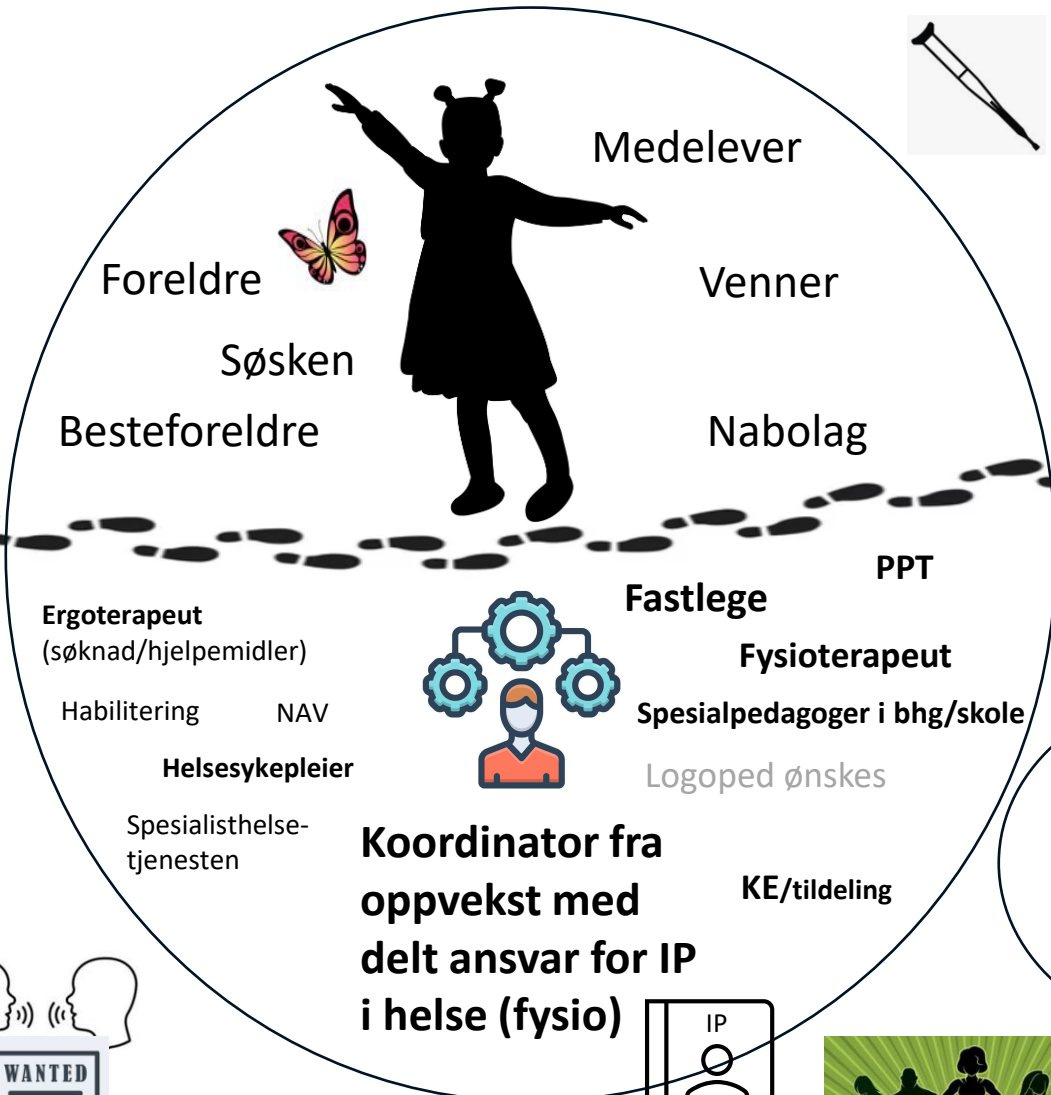 Medelever
Foreldre
Venner
Søsken
Besteforeldre
Nabolag
PPT
Fastlege
Ergoterapeut
(søknad/hjelpemidler)
Fysioterapeut
Habilitering
NAV
Spesialpedagoger i bhg/skole
Helsesykepleier
Logoped ønskes
Spesialisthelse-
tjenesten
Koordinator fra
oppvekst med
delt ansvar for IP
i helse (fysio)
KE/tildeling
IP
WANTED